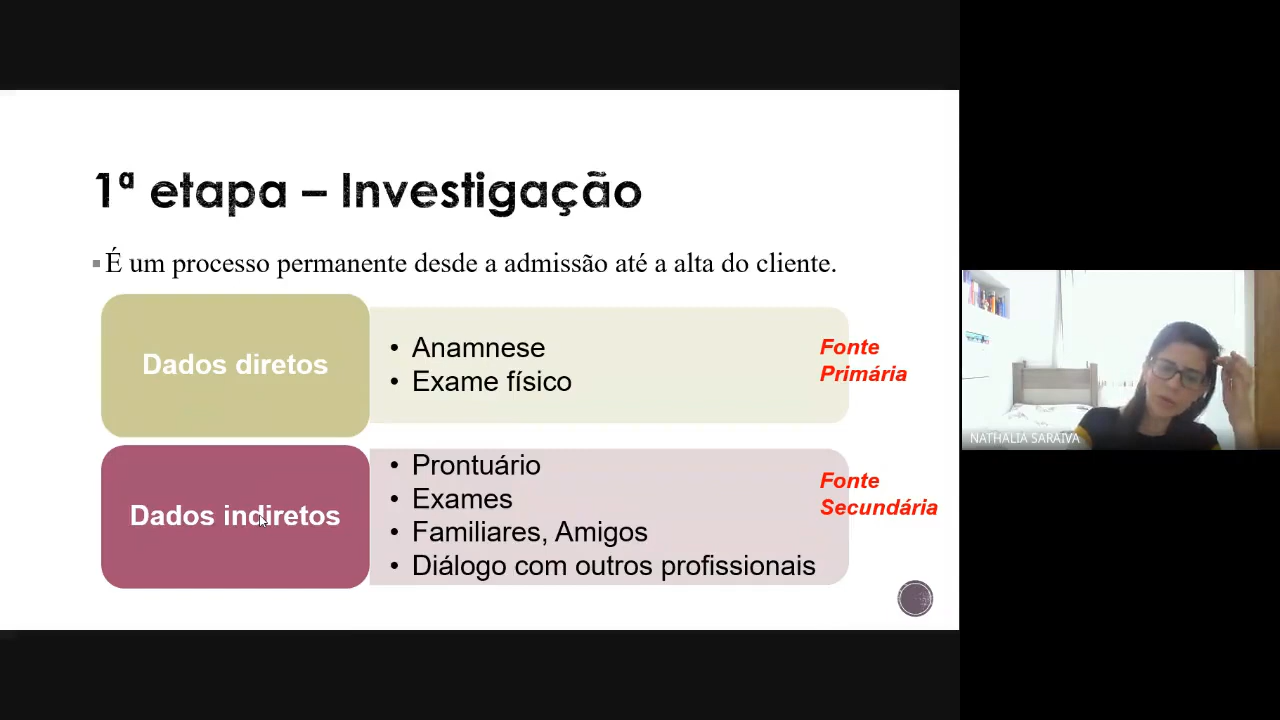 1ª etapa – Investigação
É um processo permanente desde a admissão até a alta do cliente.
Dados diretos
• Anamnese
• Exame físico
Fonte
Primária
Dados indiretos
• Prontuário
• Exames
• Familiares, Amigos
• Diálogo com outros profissionais
Fonte
Secundária
NATHALIA SARAIVA